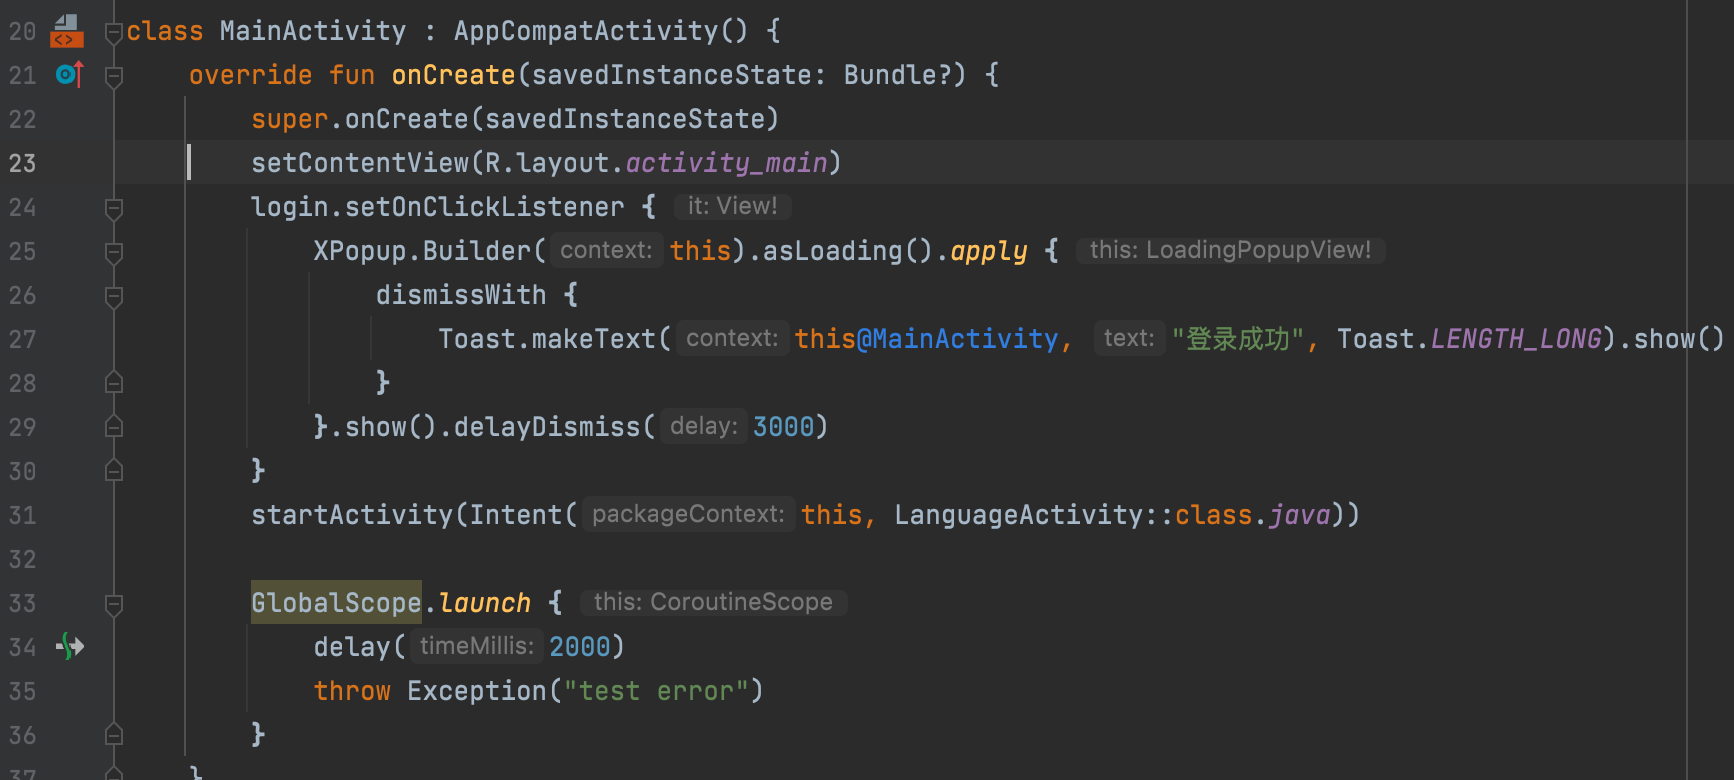 20 class MainActivity : AppCompatActivity() {
21 override fun onCreate(savedInstanceState: Bundle?) {
22 super.onCreate(savedInstanceState)
23 setContentView(R.layout.activity_main)
24 login.setOnClickListener { it: View!
25 XPopup.Builder( context: this).asLoading().apply { this: LoadingPopupView!
26 dismissWith {
27 Toast.makeText( context: this@MainActivity, text: "登录成功", Toast.LENGTH_LONG).show()
28 }
29 }.show().delayDismiss( delay: 3000)
30 }
31 startActivity(Intent( packageContext: this, LanguageActivity::class.java))
32
33 GlobalScope.launch { this: CoroutineScope
34 delay( timeMillis: 2000)
35 throw Exception("test error")
36 }
37 }